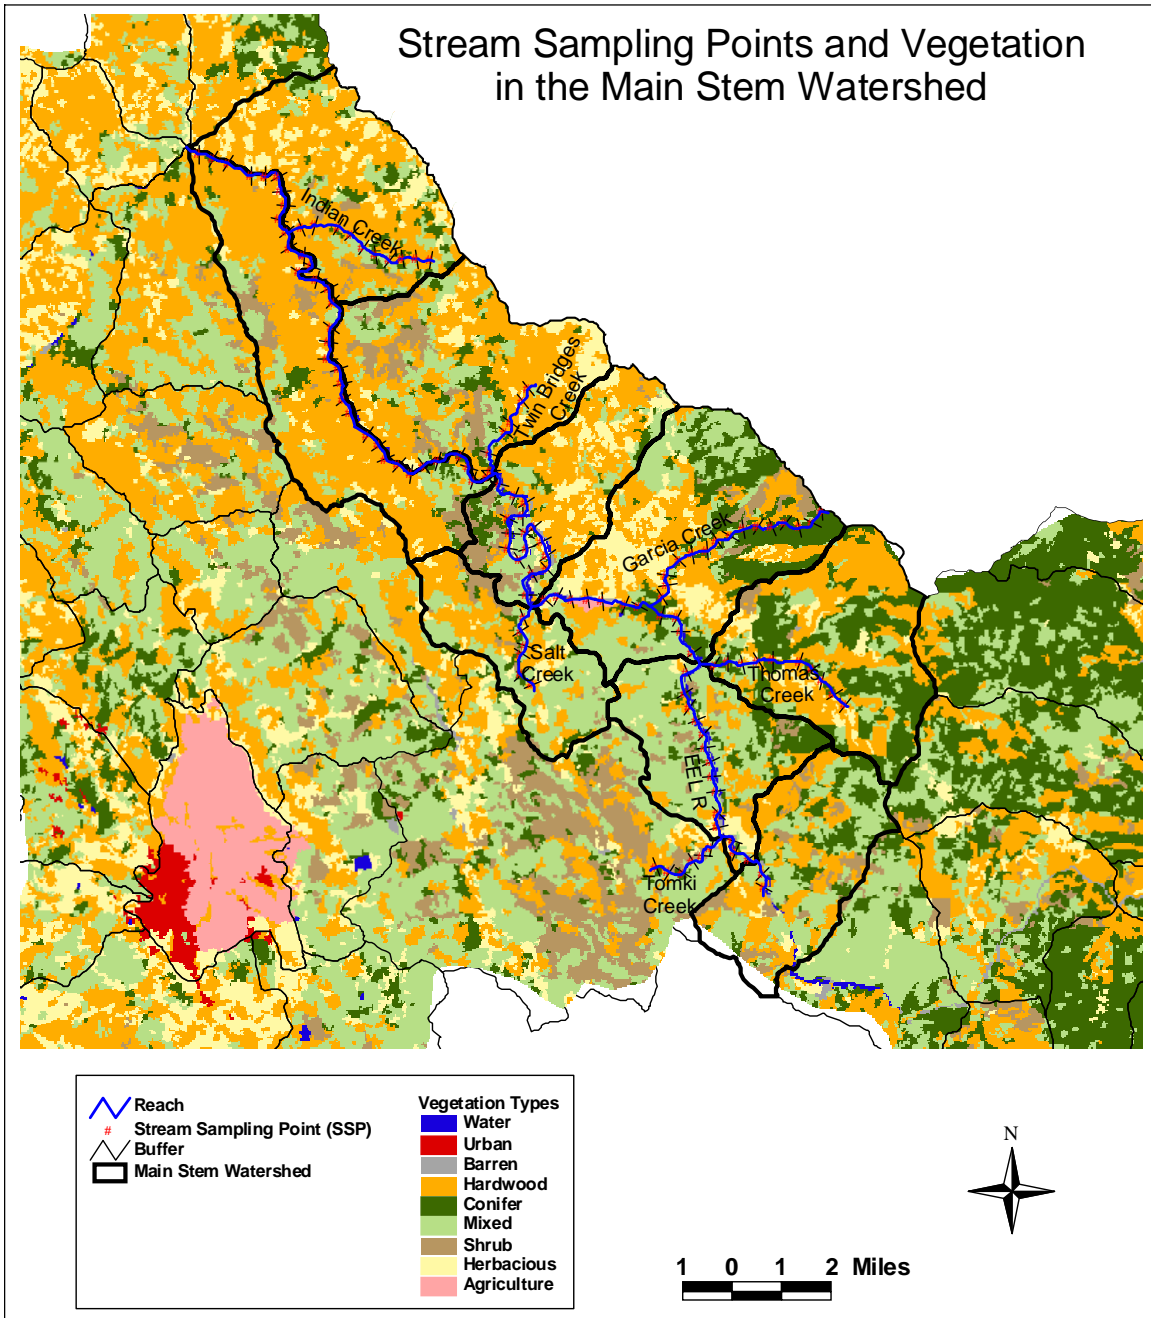 Stream Sampling Points and Vegetation
in the Main Stem Watershed
Indian Creek
Twin Bridges
Creek
Garcia Creek
Salt
Creek
Thomas
Creek
EEL R
Tomki
Creek
Reach
# Stream Sampling Point (SSP)
Buffer
Main Stem Watershed
Vegetation Types
Water
Urban
Barren
Hardwood
Conifer
Mixed
Shrub
Herbacious
Agriculture
N
1 0 1 2 Miles